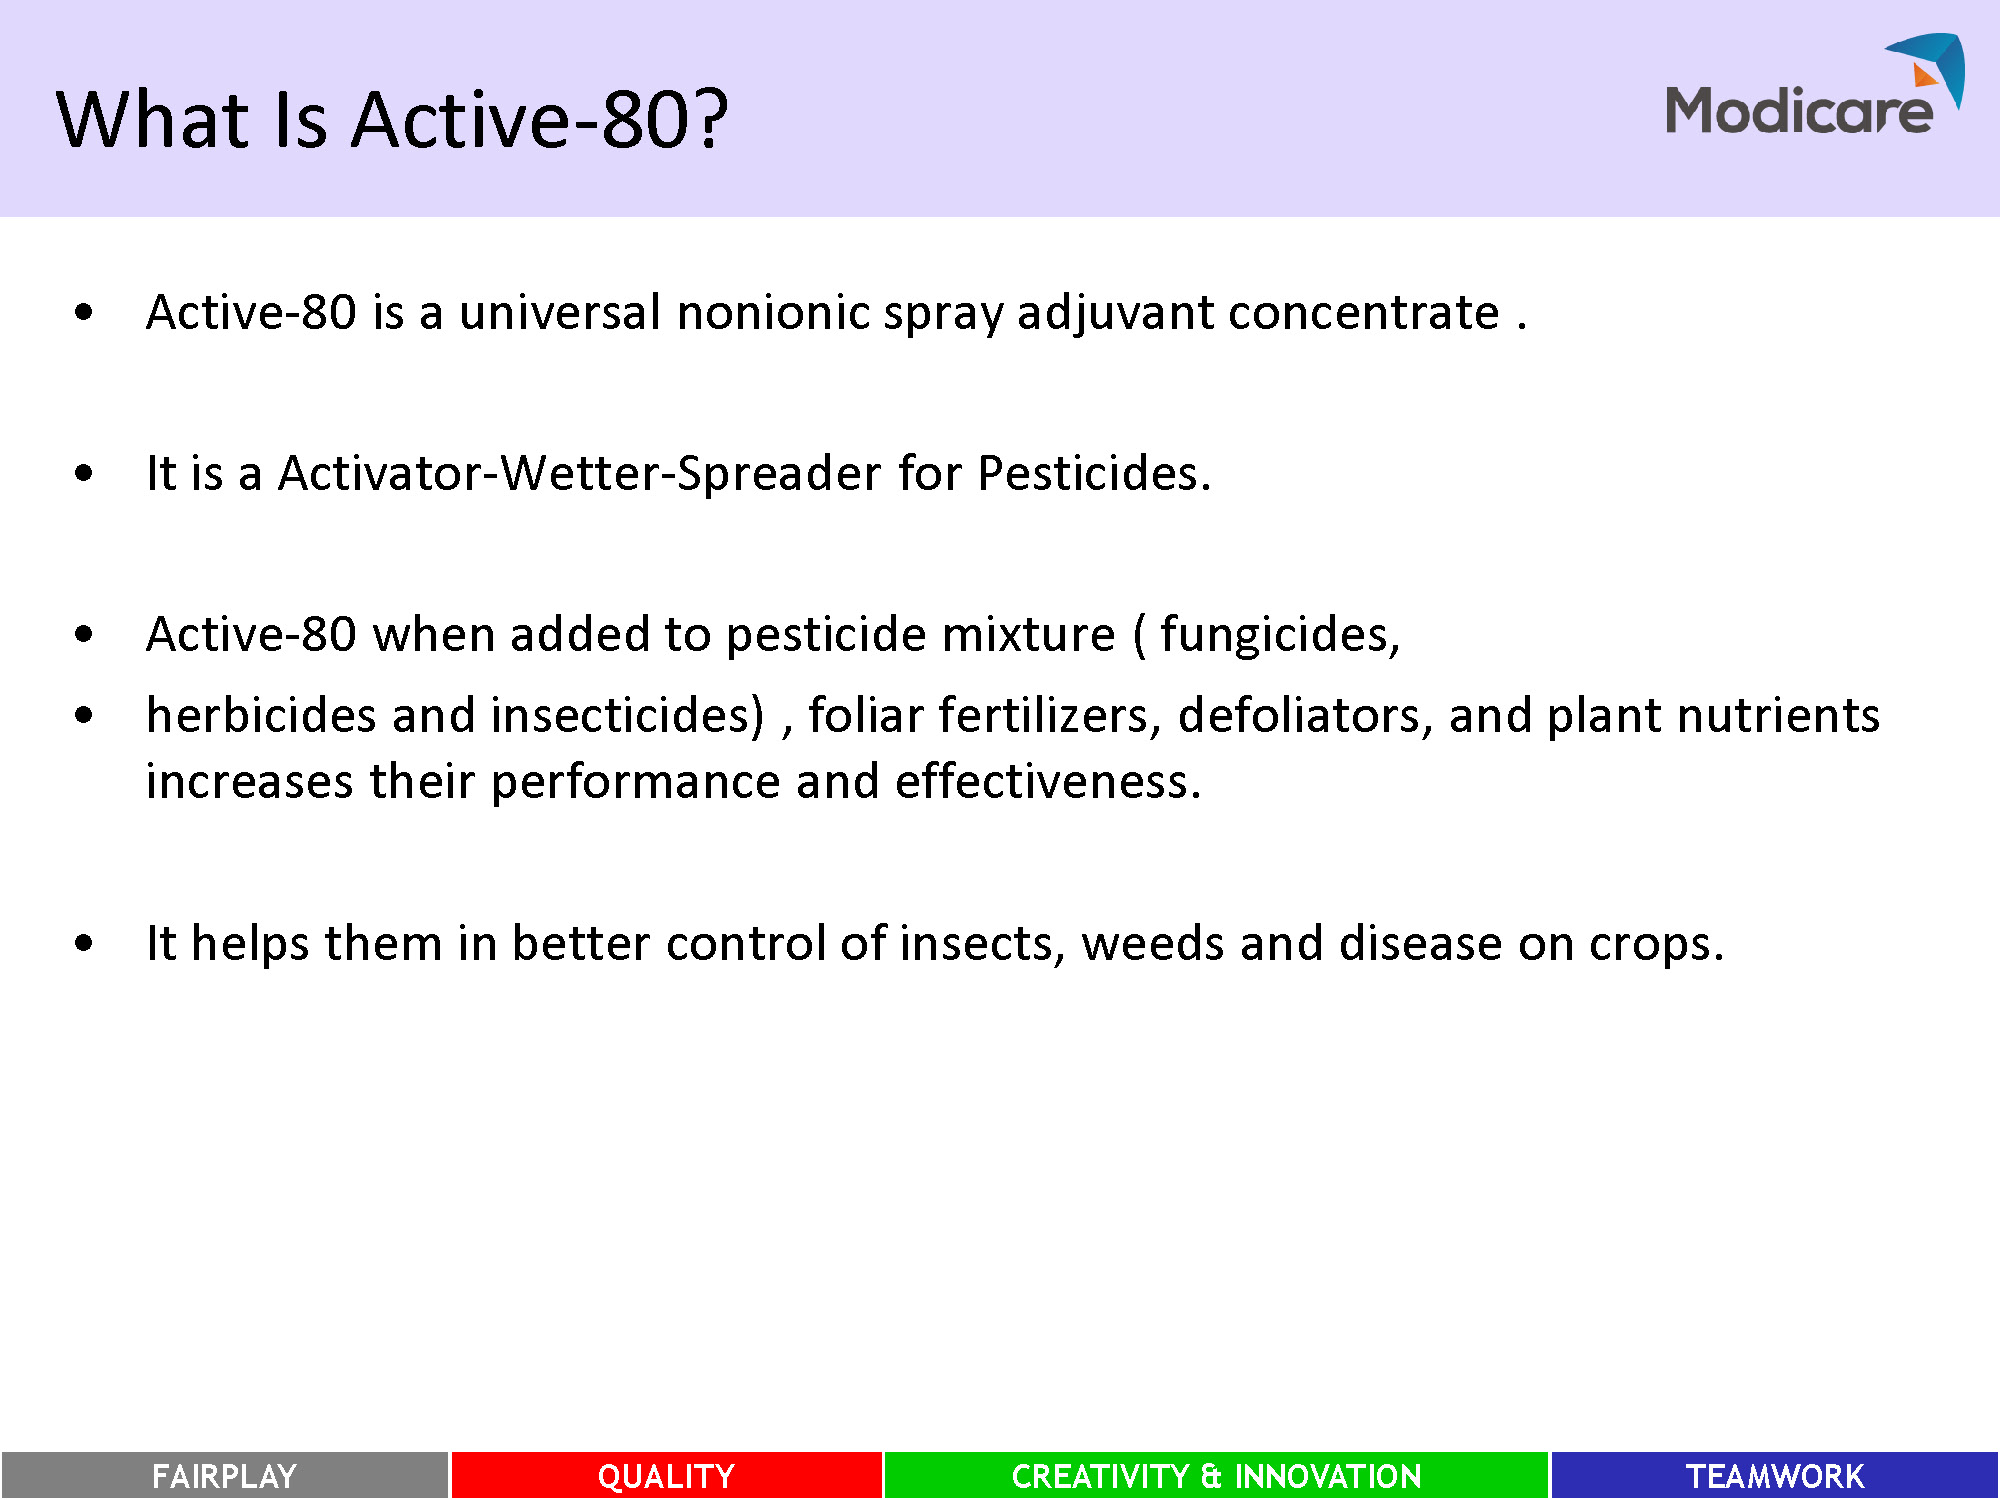 What Is Active-80?
Modicare
• Active-80 is a universal nonionic spray adjuvant concentrate .
• It is a Activator-Wetter-Spreader for Pesticides.
• Active-80 when added to pesticide mixture ( fungicides,
• herbicides and insecticides) , foliar fertilizers, defoliators, and plant nutrients
increases their performance and effectiveness.
• It helps them in better control of insects, weeds and disease on crops.
FAIRPLAY QUALITY CREATIVITY & INNOVATION TEAMWORK